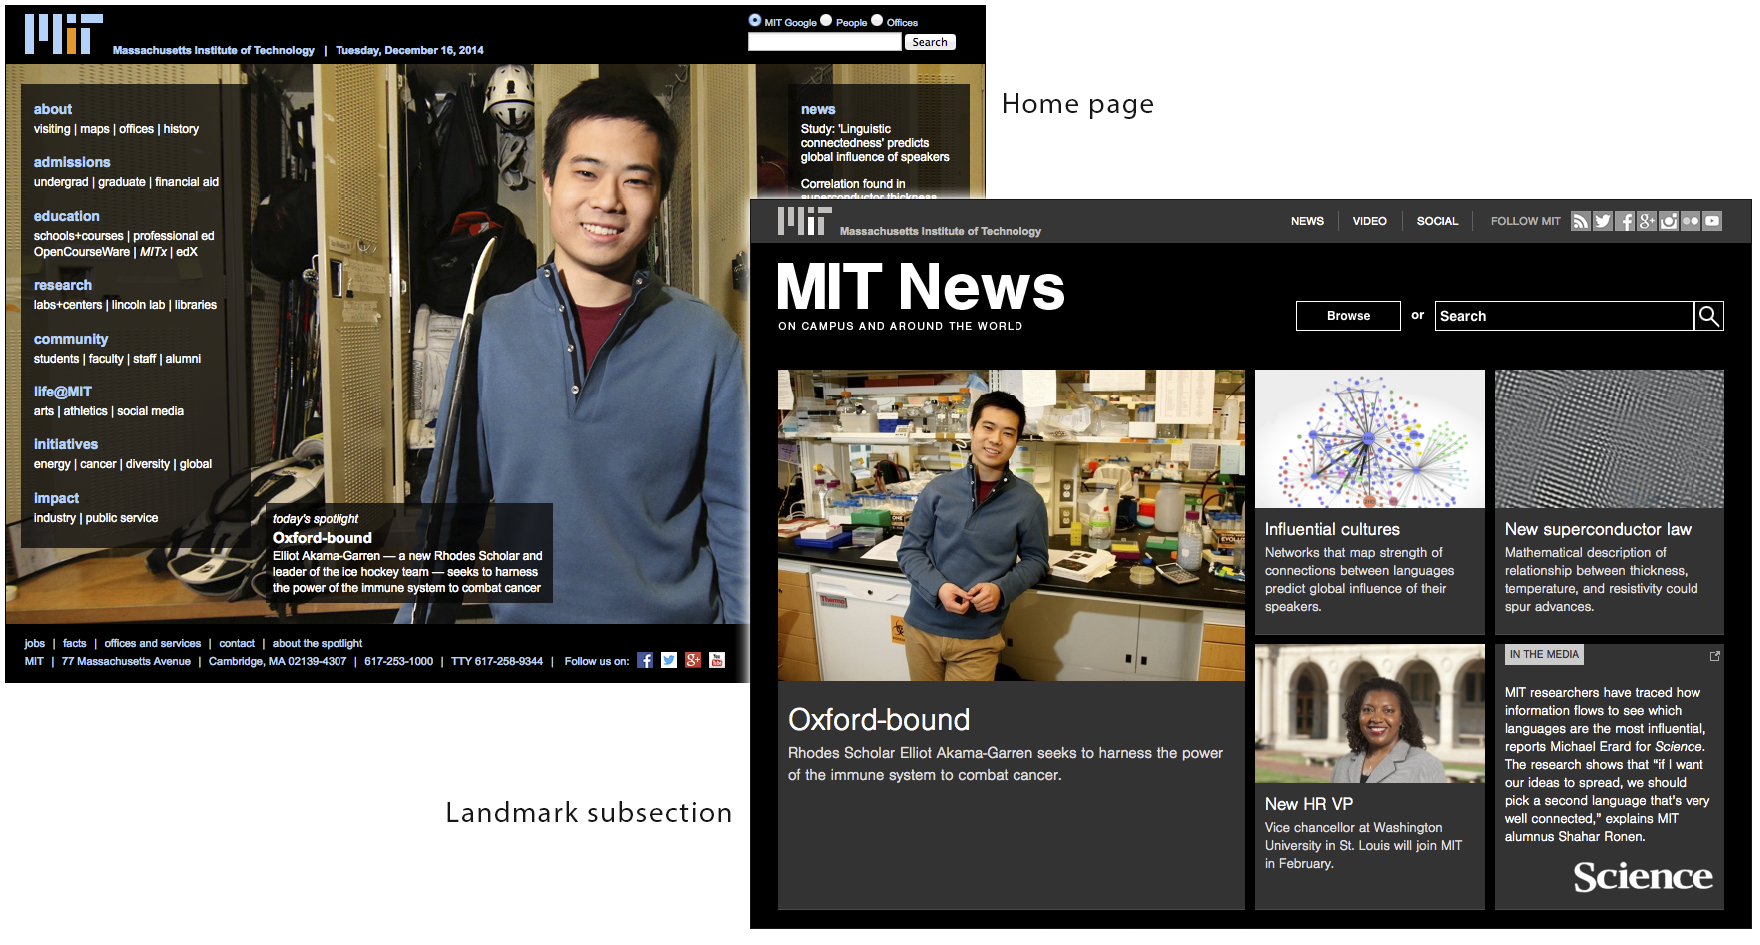 MIT
Massachusetts Institute of Technology | Tuesday, December 16, 2014
MIT Google People Offices
Search
about
visiting | maps | offices | history
admissions
undergrad | graduate | financial aid
education
schools+courses | professional ed
OpenCourseWare | MITx | edX
research
labs+centers | lincoln lab | libraries
community
students | faculty | staff | alumni
life@MIT
arts | athletics | social media
initiatives
energy | cancer | diversity | global
impact
industry | public service
news
Study: 'Linguistic
connectedness' predicts
global influence of speakers
Correlation found in
superconductor thickness
today's spotlight
Oxford-bound
Elliot Akama-Garren — a new Rhodes Scholar and
leader of the ice hockey team — seeks to harness
the power of the immune system to combat cancer
jobs | facts | offices and services | contact | about the spotlight
MIT | 77 Massachusetts Avenue | Cambridge, MA 02139-4307 | 617-253-1000 | TTY 617-258-9344 | Follow us on:
Home page
Landmark subsection
MIT
Massachusetts Institute of Technology
NEWS VIDEO SOCIAL FOLLOW MIT
MIT News
ON CAMPUS AND AROUND THE WORLD
Browse or Search
Oxford-bound
Rhodes Scholar Elliot Akama-Garren seeks to harness the power
of the immune system to combat cancer.
Influential cultures
Networks that map strength of
connections between languages
predict global influence of their
speakers.
New superconductor law
Mathematical description of
relationship between thickness,
temperature, and resistivity could
spur advances.
New HR VP
Vice chancellor at Washington
University in St. Louis will join MIT
in February.
IN THE MEDIA
MIT researchers have traced how
information flows to see which
languages are the most influential,
reports Michael Erard for Science.
The research shows that “if I want
our ideas to spread, we should
pick a second language that's very
well connected,” explains MIT
alumnus Shahar Ronen.
Science